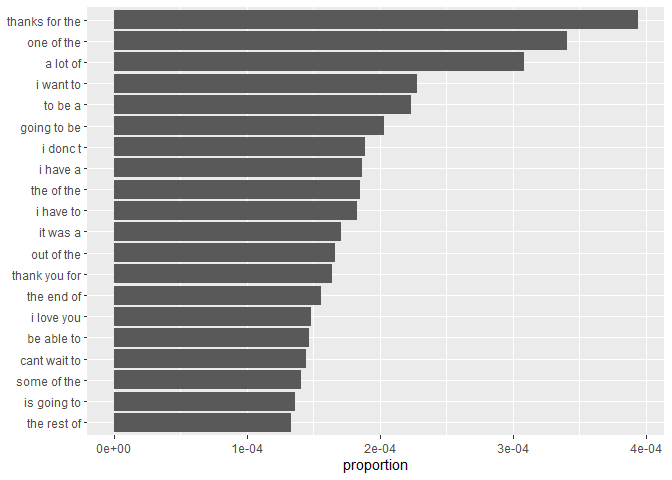 thanks for the
one of the
a lot of
i want to
to be a
going to be
i donc t
i have a
the of the
i have to
it was a
out of the
thank you for
the end of
i love you
be able to
cant wait to
some of the
is going to
the rest of
0e+00 1e-04 2e-04 3e-04 4e-04
proportion